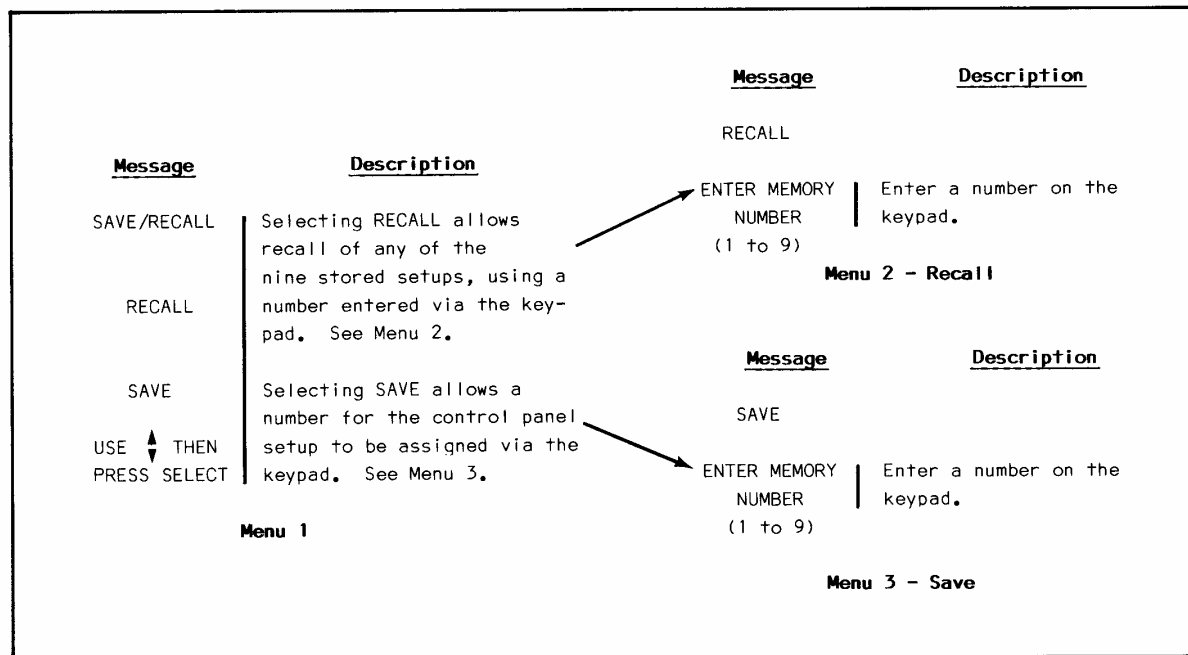 Message Description
SAVE/RECALL
RECALL
SAVE
USE ▲▼ THEN
PRESS SELECT
Selecting RECALL allows
recall of any of the
nine stored setups, using a
number entered via the key-
pad. See Menu 2.
Selecting SAVE allows a
number for the control panel
setup to be assigned via the
keypad. See Menu 3.
Menu 1
Message Description
RECALL
ENTER MEMORY
NUMBER
(1 to 9)
Enter a number on the
keypad.
Menu 2 - Recall
Message Description
SAVE
ENTER MEMORY
NUMBER
(1 to 9)
Enter a number on the
keypad.
Menu 3 - Save